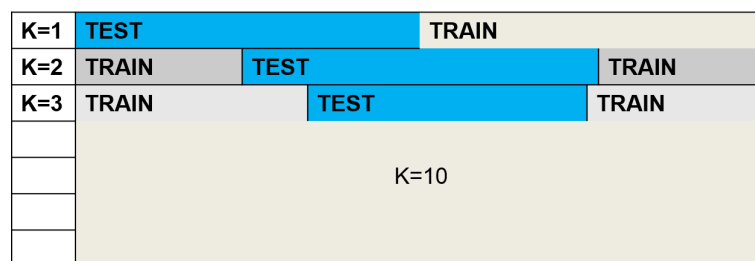 K=1 TEST TRAIN
K=2 TRAIN TEST TRAIN
K=3 TRAIN TEST TRAIN
K=10